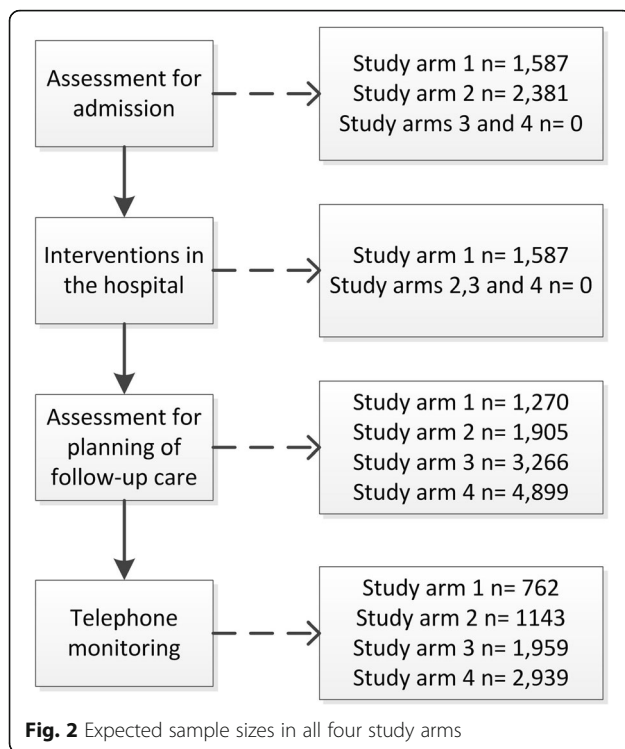 Assessment for
admission
Study arm 1 n= 1,587
Study arm 2 n= 2,381
Study arms 3 and 4 n= 0
Interventions in
the hospital
Study arm 1 n= 1,587
Study arms 2,3 and 4 n= 0
Assessment for
planning of
follow-up care
Study arm 1 n= 1,270
Study arm 2 n= 1,905
Study arm 3 n= 3,266
Study arm 4 n= 4,899
Telephone
monitoring
Study arm 1 n= 762
Study arm 2 n= 1143
Study arm 3 n= 1,959
Study arm 4 n= 2,939
Fig. 2 Expected sample sizes in all four study arms